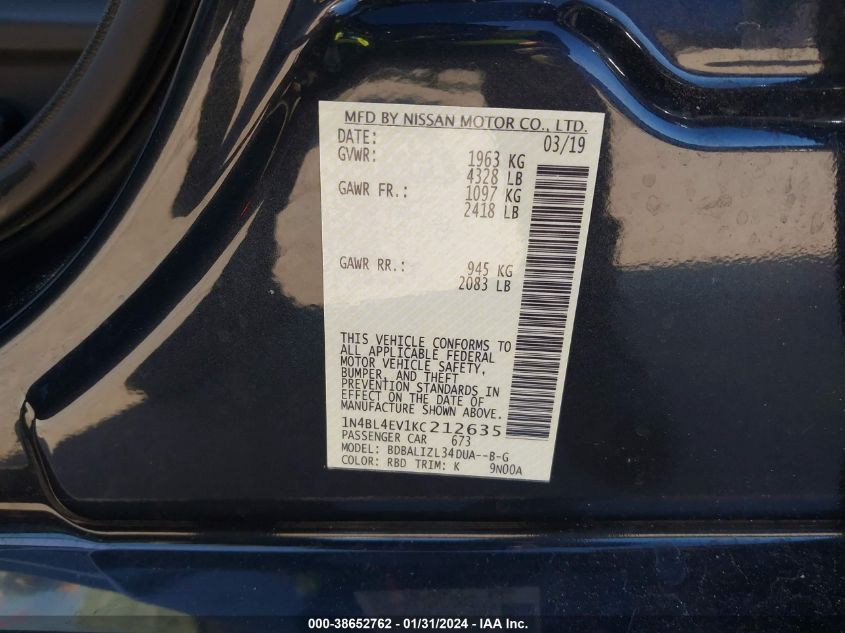 MFD BY NISSAN MOTOR CO., LTD.
DATE: 03/19
GVWR: 1963 KG
4328 LB
GAWR FR.: 1097 KG
2418 LB
GAWR RR.: 945 KG
2083 LB
THIS VEHICLE CONFORMS TO
ALL APPLICABLE FEDERAL
MOTOR VEHICLE SAFETY,
BUMPER, AND THEFT
PREVENTION STANDARDS IN
EFFECT ON THE DATE OF
MANUFACTURE SHOWN ABOVE.
1N4BL4EV1KC212635
PASSENGER CAR 673
MODEL: BDBALIZL34DUA--B-G
COLOR: RBD TRIM: K 9N00A
000-38652762 - 01/31/2024 - IAA Inc.